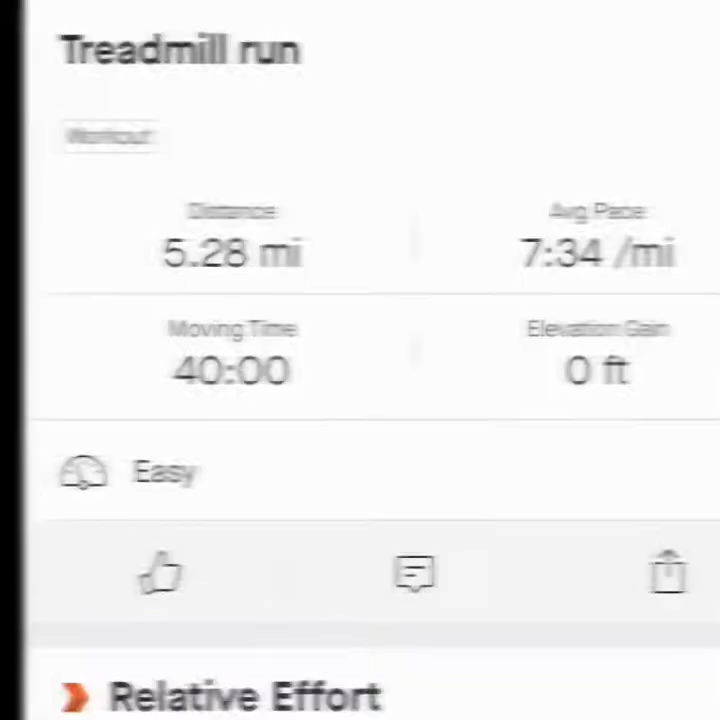 Treadmill run
Workout
Distance Avg Pace
5.28 mi 7:34 /mi
Moving Time Elevation Gain
40:00 0 ft
Easy
Relative Effort